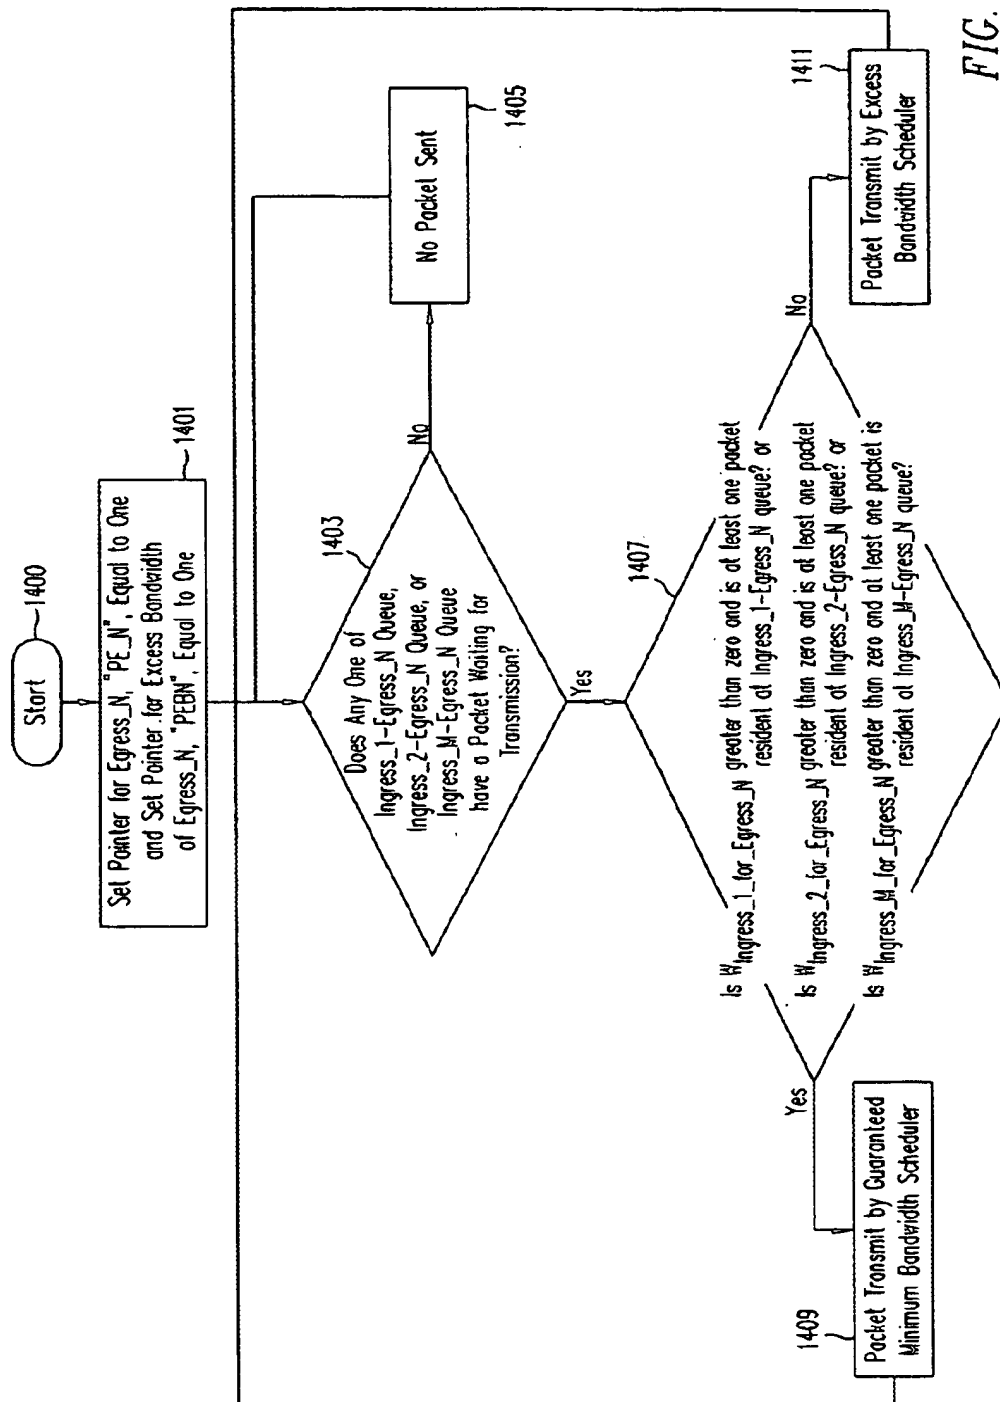 Start
1400
Set Pointer for Egress_N, "PE_N", Equal to One
and Set Pointer for Excess Bandwidth
of Egress_N, "PEBN", Equal to One
1401
Does Any One of
Ingress_1-Egress_N Queue,
Ingress_2-Egress_N Queue, or
Ingress_M-Egress_N Queue
have a Packet Waiting for
Transmission?
1403
No
No Packet Sent
1405
Yes
1407
Is WIngress_1_for_Egress_N greater than zero and is at least one packet
resident at Ingress_1-Egress_N queue? or
Is WIngress_2_for_Egress_N greater than zero and is at least one packet
resident at Ingress_2-Egress_N queue? or
Is WIngress_M_for_Egress_N greater than zero and at least one packet is
resident at Ingress_M-Egress_N queue?
Yes
Packet Transmit by Guaranteed
Minimum Bandwidth Scheduler
1409
No
Packet Transmit by Excess
Bandwidth Scheduler
1411
FIG.